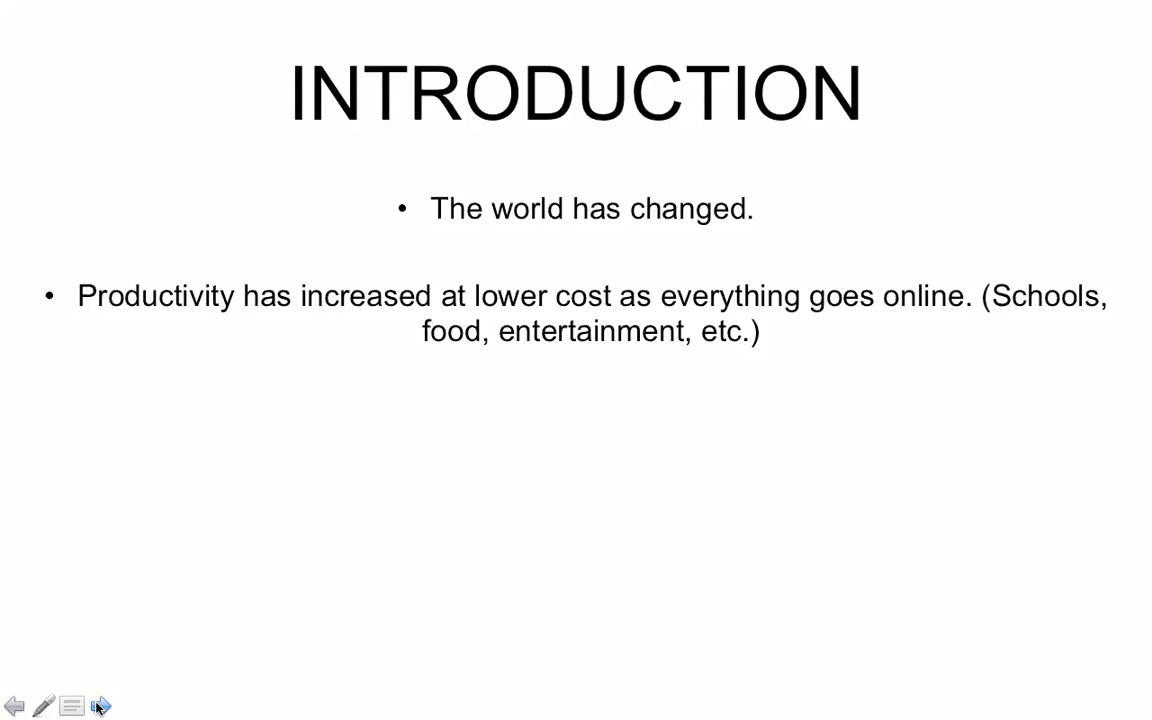 INTRODUCTION
• The world has changed.
• Productivity has increased at lower cost as everything goes online. (Schools,
food, entertainment, etc.)